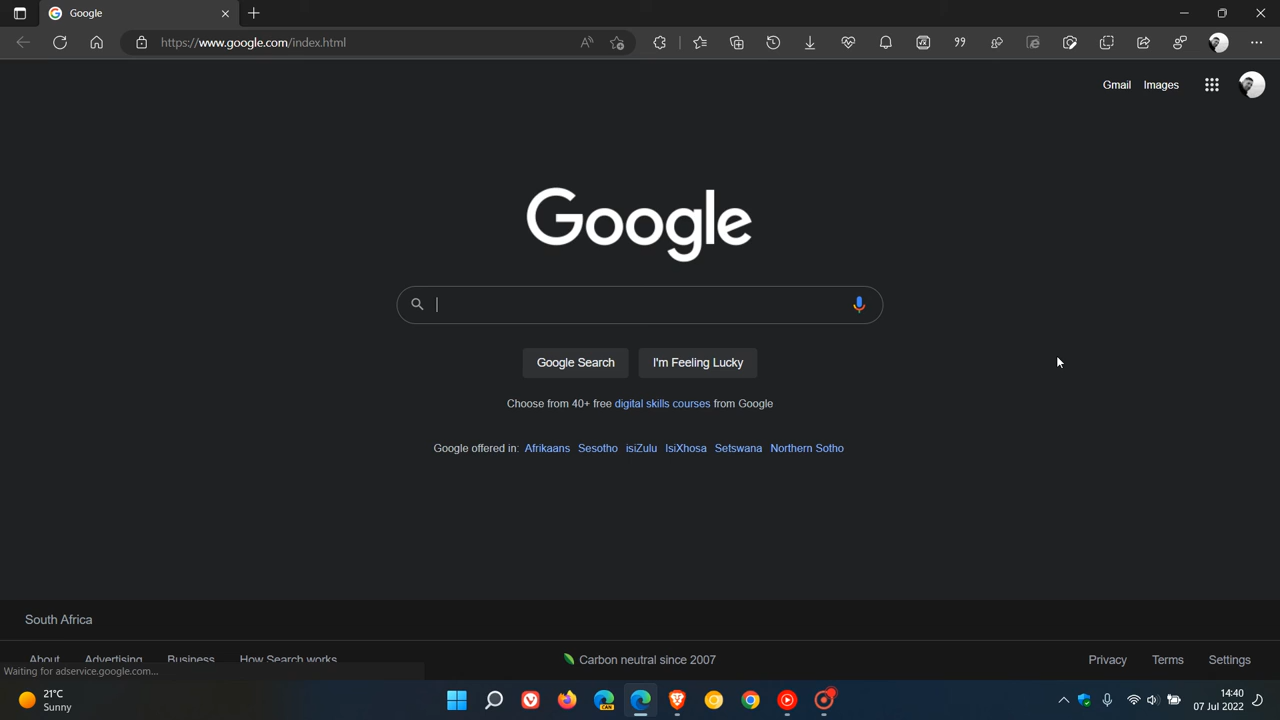 Google
https://www.google.com/index.html
Gmail Images
Google
Google Search I'm Feeling Lucky
Choose from 40+ free digital skills courses from Google
Google offered in: Afrikaans Sesotho isiZulu IsiXhosa Setswana Northern Sotho
South Africa
About Advertising Business How Search works Carbon neutral since 2007 Privacy Terms Settings
Waiting for adservice.google.com...
21°C
Sunny
CAN
14:40
07 Jul 2022